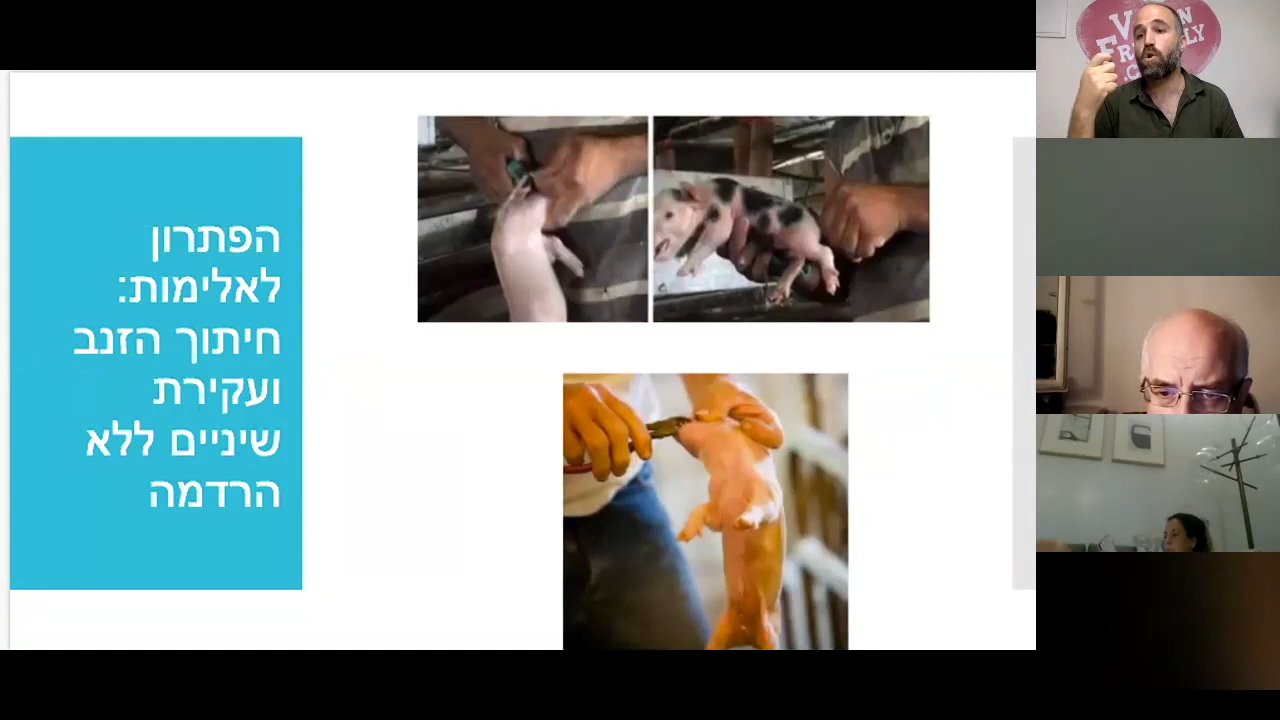 הפתרון
לאלימות:
חיתוך הזנב
ועקירת
שיניים ללא
הרדמה